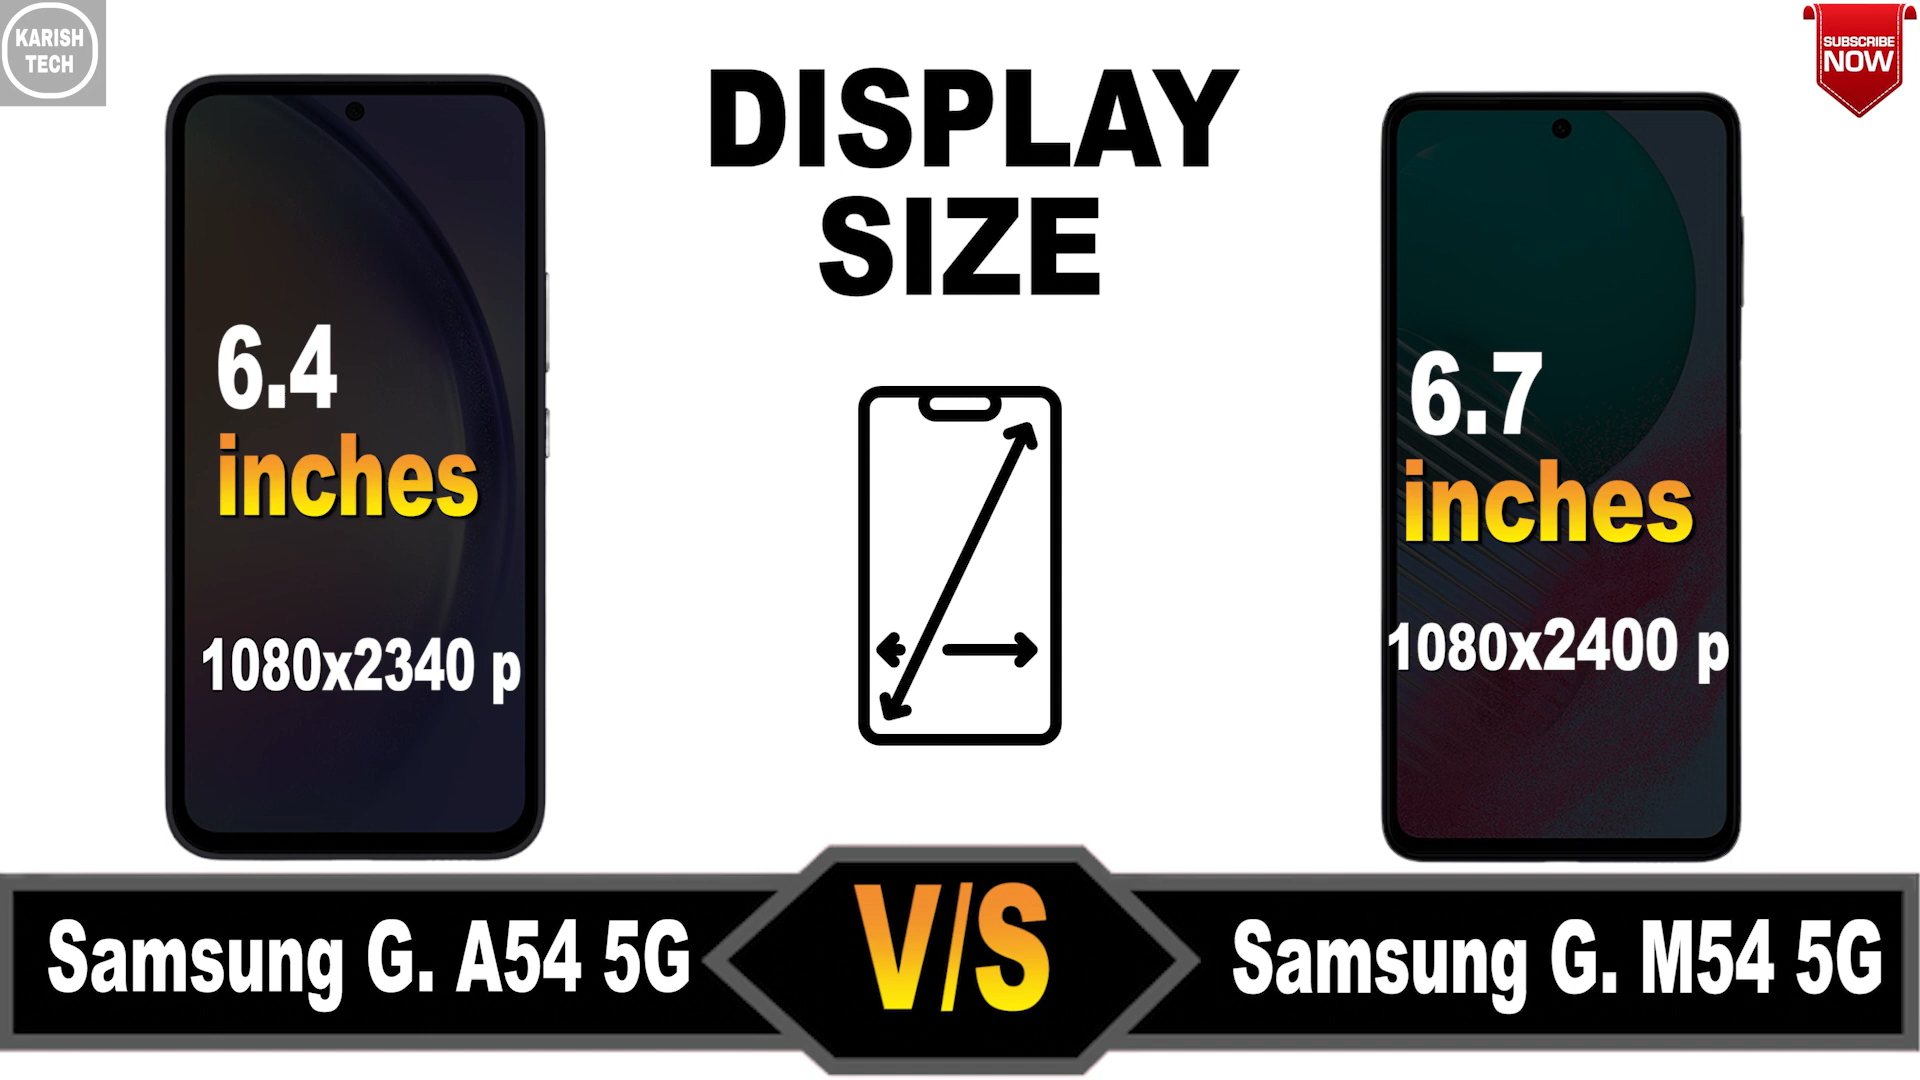 KARISH
TECH
SUBSCRIBE
NOW
DISPLAY
SIZE
6.4
inches
1080x2340 p
6.7
inches
1080x2400 p
Samsung G. A54 5G
V/S
Samsung G. M54 5G